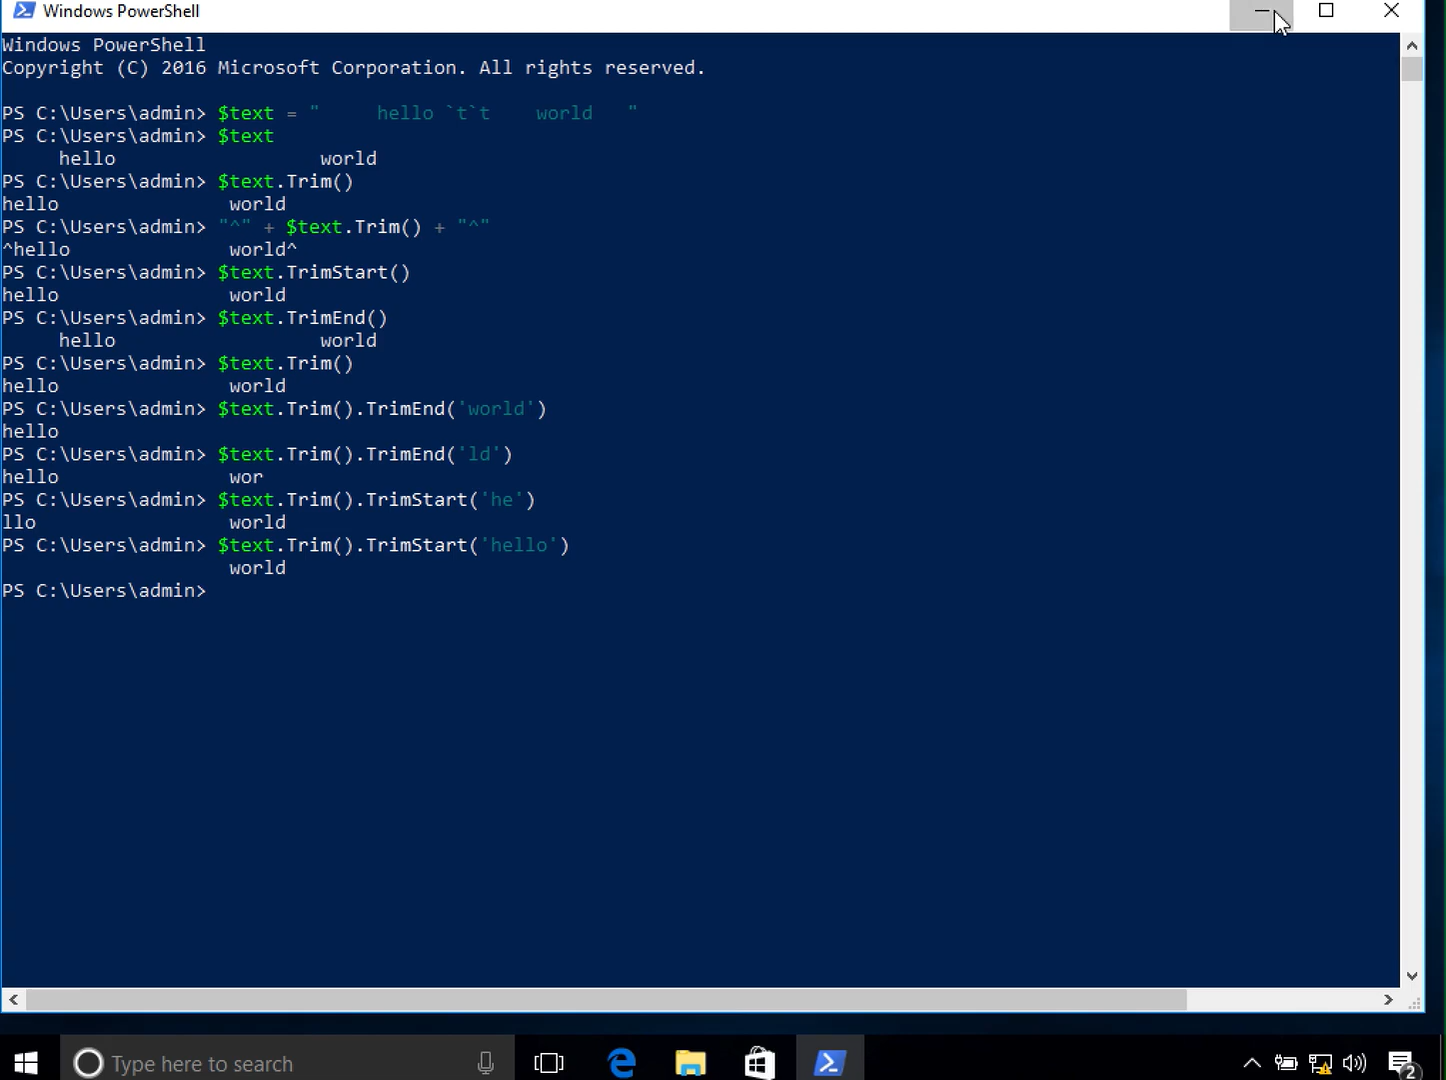 Windows PowerShell
Windows PowerShell
Copyright (C) 2016 Microsoft Corporation. All rights reserved.
PS C:\Users\admin> $text = "     hello `t`t    world   "
PS C:\Users\admin> $text
     hello                  world
PS C:\Users\admin> $text.Trim()
hello               world
PS C:\Users\admin> "^" + $text.Trim() + "^"
^hello              world^
PS C:\Users\admin> $text.TrimStart()
hello               world
PS C:\Users\admin> $text.TrimEnd()
     hello                  world
PS C:\Users\admin> $text.Trim()
hello               world
PS C:\Users\admin> $text.Trim().TrimEnd('world')
hello
PS C:\Users\admin> $text.Trim().TrimEnd('ld')
hello               wor
PS C:\Users\admin> $text.Trim().TrimStart('he')
llo                 world
PS C:\Users\admin> $text.Trim().TrimStart('hello')
                    world
PS C:\Users\admin>
Type here to search
2